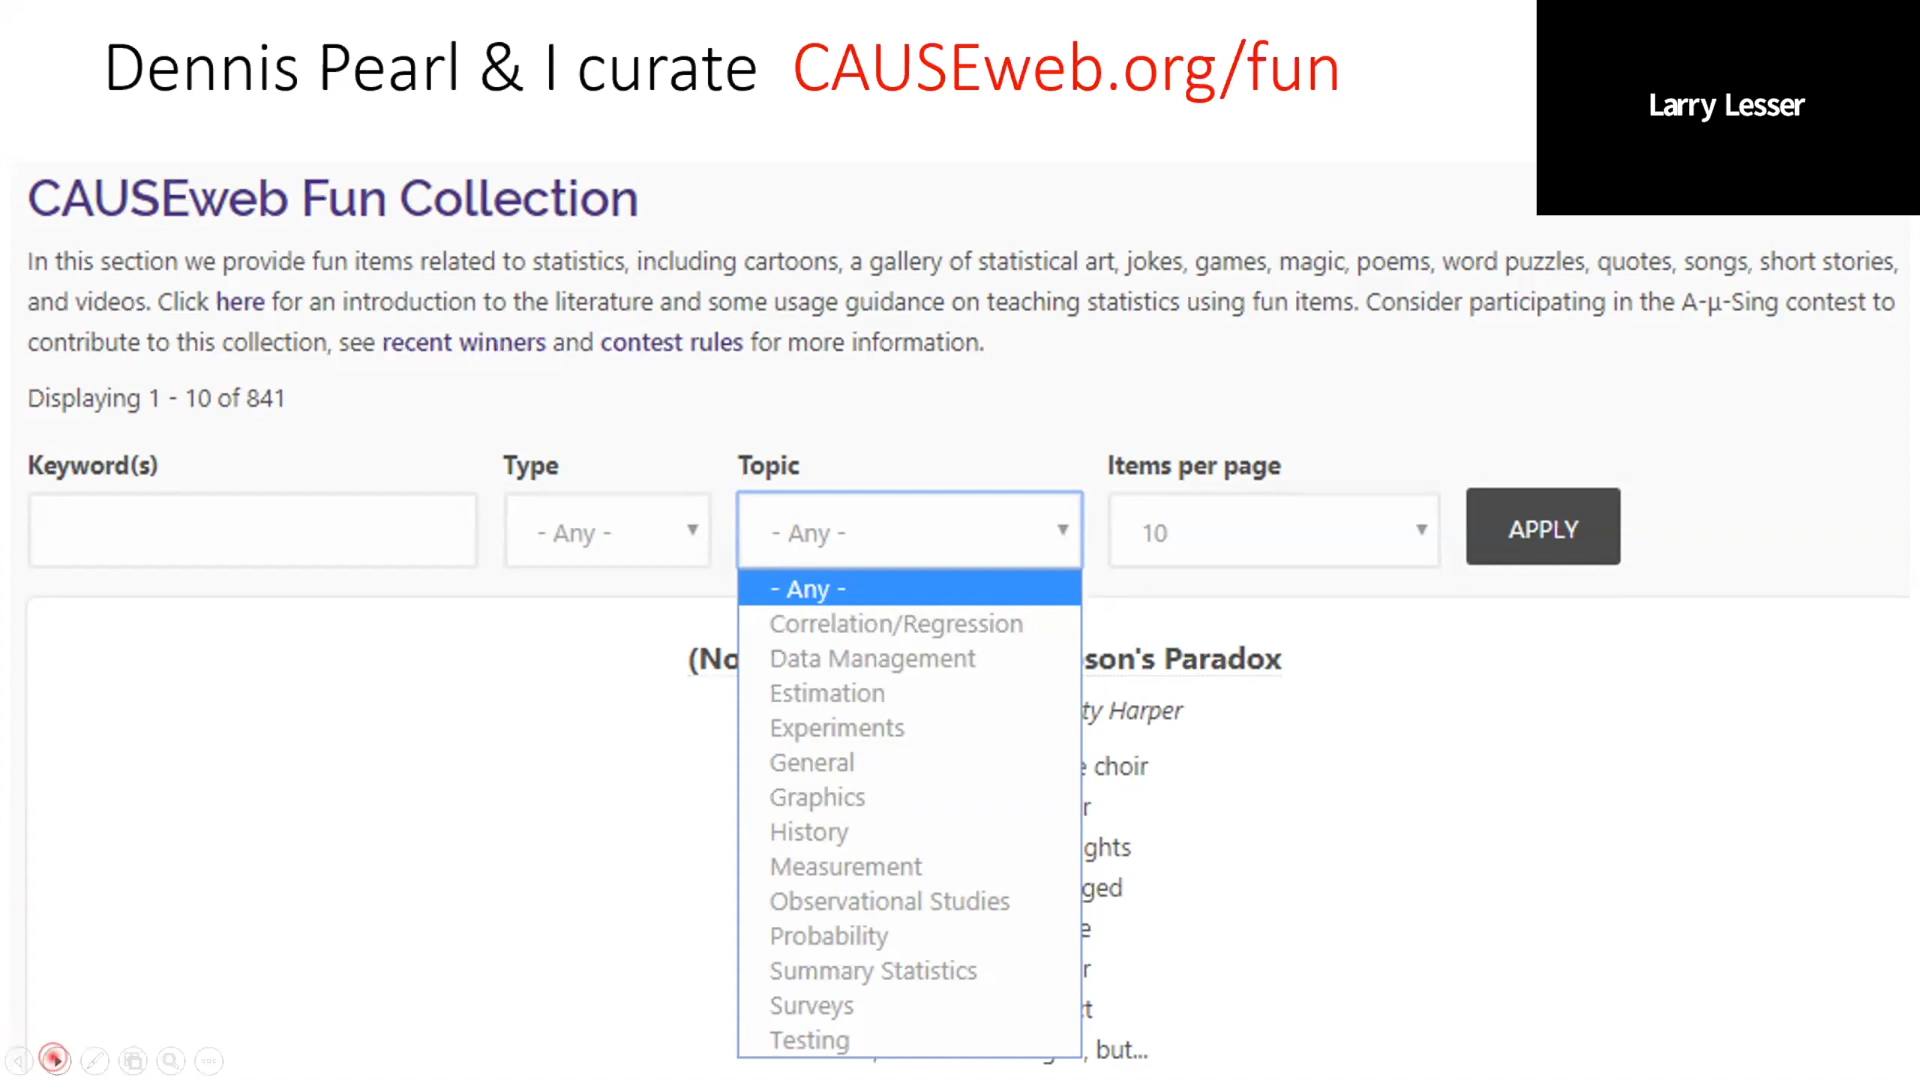 Dennis Pearl & I curate CAUSEweb.org/fun
Larry Lesser
CAUSEweb Fun Collection
In this section we provide fun items related to statistics, including cartoons, a gallery of statistical art, jokes, games, magic, poems, word puzzles, quotes, songs, short stories,
and videos. Click here for an introduction to the literature and some usage guidance on teaching statistics using fun items. Consider participating in the A-μ-Sing contest to
contribute to this collection, see recent winners and contest rules for more information.
Displaying 1 - 10 of 841
Keyword(s) Type Topic Items per page
- Any - - Any - 10 APPLY
- Any -
Correlation/Regression
Data Management
(No son's Paradox
Estimation
ty Harper
Experiments
General
choir
Graphics
r
History
ghts
Measurement
ged
Observational Studies
e
Probability
Summary Statistics
r
Surveys
t
Testing
, but...